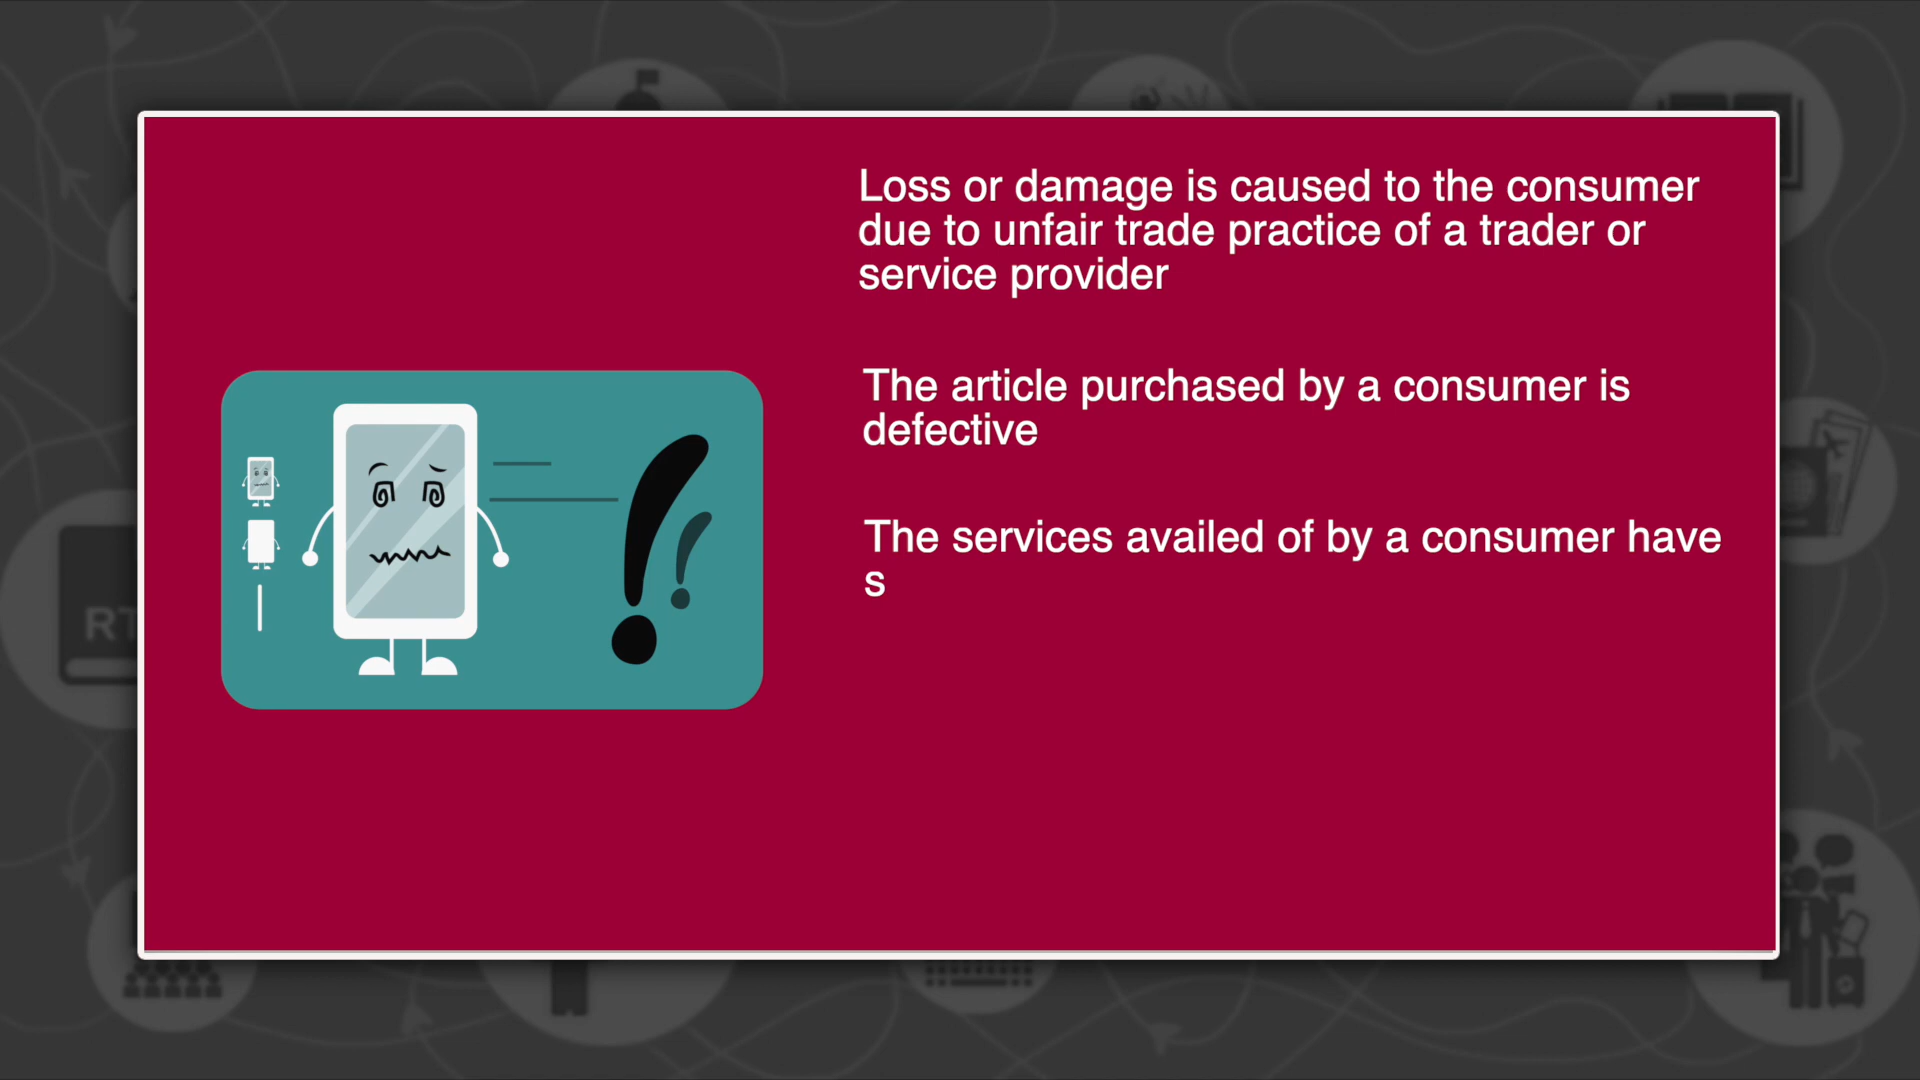 Loss or damage is caused to the consumer
due to unfair trade practice of a trader or
service provider
The article purchased by a consumer is
defective
The services availed of by a consumer have
s
RT